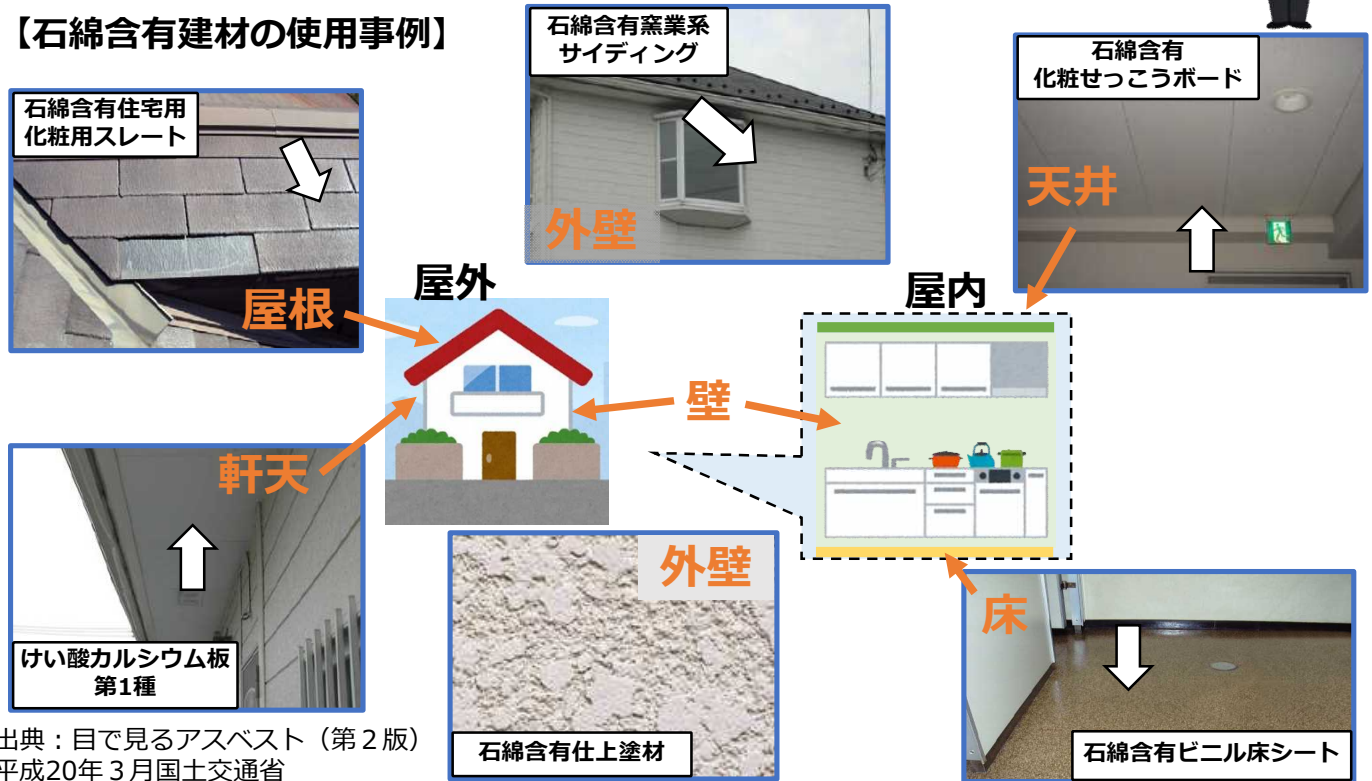 【石綿含有建材の使用事例】
石綿含有住宅用
化粧用スレート
屋根
石綿含有窯業系
サイディング
外壁
石綿含有
化粧せっこうボード
天井
屋外
屋内
壁
軒天
けい酸カルシウム板
第1種
外壁
石綿含有仕上塗材
床
石綿含有ビニル床シート
出典：目で見るアスベスト（第２版）
平成20年３月国土交通省